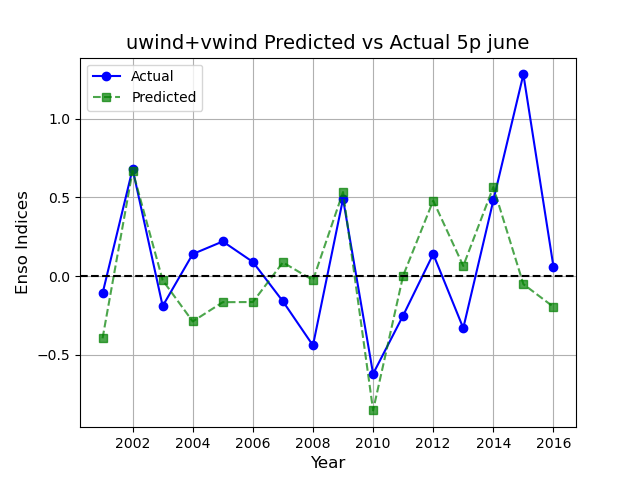 uwind+vwind Predicted vs Actual 5p june
Actual
Predicted
1.0
0.5
0.0
−0.5
Enso Indices
2002 2004 2006 2008 2010 2012 2014 2016
Year